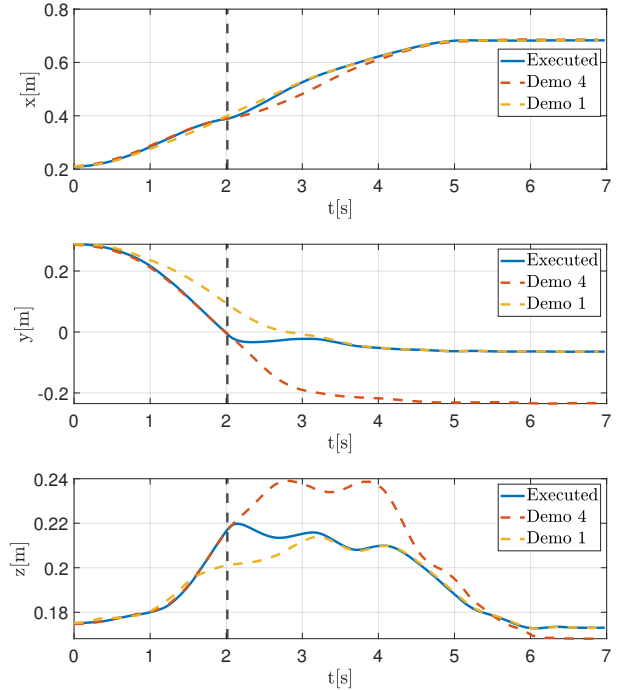 0.8
0.6
0.4
0.2
x[m]
Executed
Demo 4
Demo 1
0 1 2 3 4 5 6 7
t[s]
0.2
0
-0.2
y[m]
Executed
Demo 4
Demo 1
0 1 2 3 4 5 6 7
t[s]
0.24
0.22
0.2
0.18
z[m]
Executed
Demo 4
Demo 1
0 1 2 3 4 5 6 7
t[s]